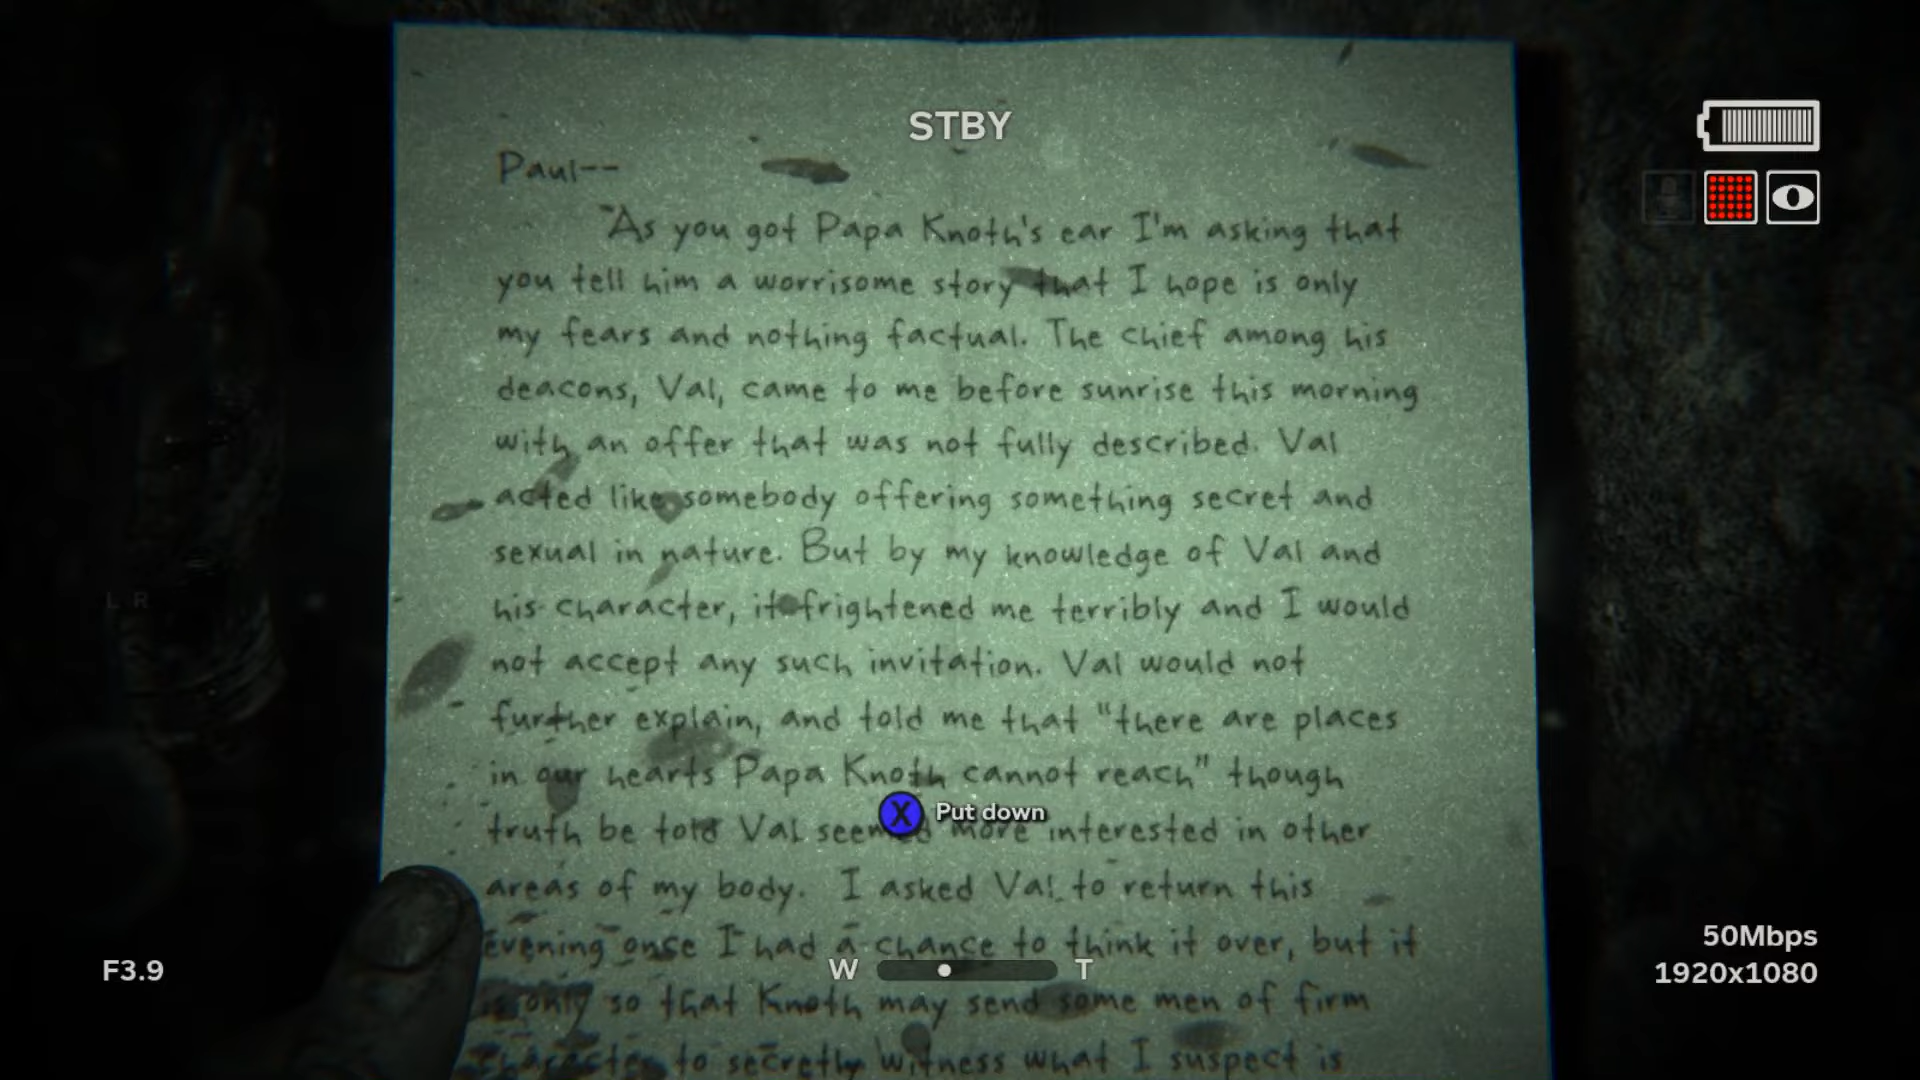 STBY
Paul--
"As you got Papa Knoth's ear I'm asking that
you tell him a worrisome story that I hope is only
my fears and nothing factual. The chief among his
deacons, Val, came to me before sunrise this morning
with an offer that was not fully described. Val
acted like somebody offering something secret and
sexual in nature. But by my knowledge of Val and
his character, it frightened me terribly and I would
not accept any such invitation. Val would not
further explain, and told me that "there are places
in our hearts Papa Knoth cannot reach" though
X Put down
truth be told Val seemed more interested in other
areas of my body. I asked Val to return this
evening once I had a chance to think it over, but it
W T
is only so that Knoth may send some men of firm
character to secretly witness what I suspect is
L R
F3.9
50Mbps
1920x1080